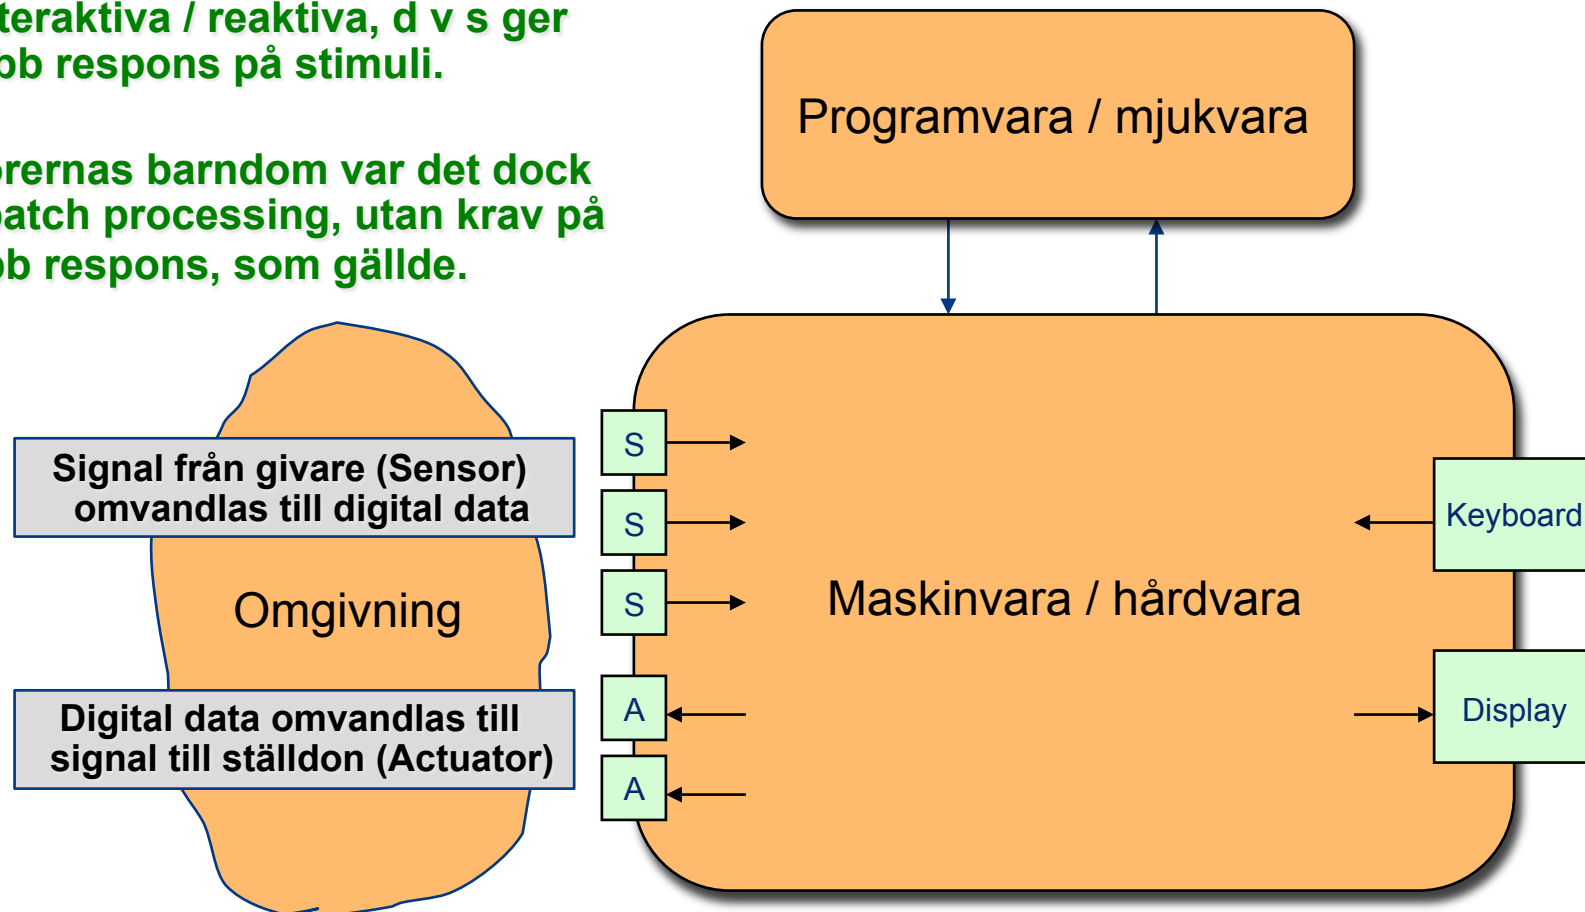 teraktiva / reaktiva, d v s ger
bb respons på stimuli.
örernas barndom var det dock
batch processing, utan krav på
bb respons, som gällde.
Programvara / mjukvara
Signal från givare (Sensor)
omvandlas till digital data
Omgivning
Digital data omvandlas till
signal till ställdon (Actuator)
S
S
S
A
A
Maskinvara / hårdvara
Keyboard
Display